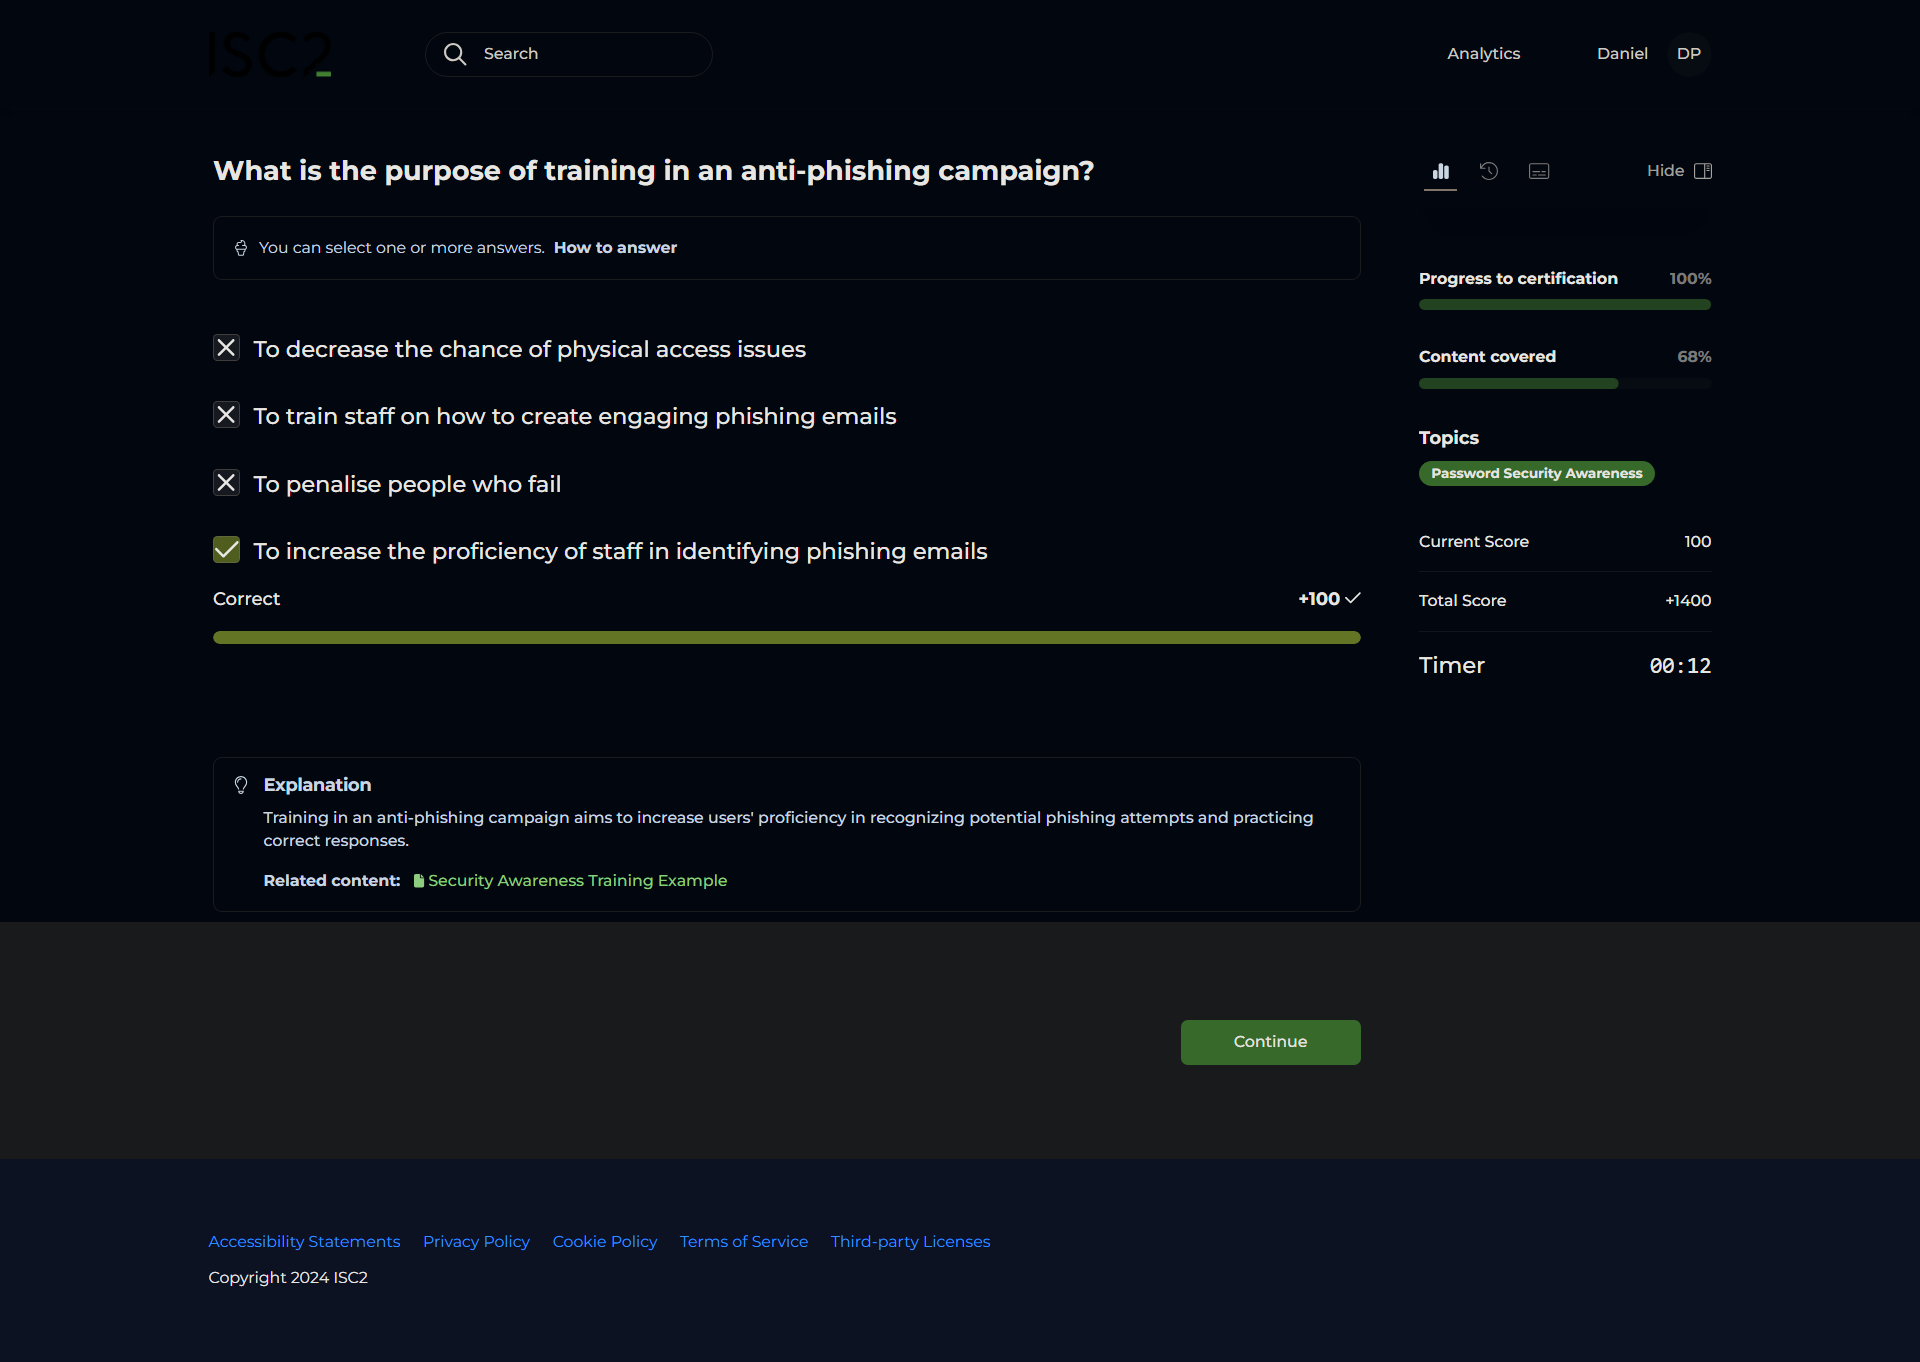 ISC2
Search
Analytics
Daniel
DP
What is the purpose of training in an anti-phishing campaign?
Hide
You can select one or more answers. How to answer
Progress to certification 100%
To decrease the chance of physical access issues
Content covered 68%
To train staff on how to create engaging phishing emails
Topics
Password Security Awareness
To penalise people who fail
Current Score 100
To increase the proficiency of staff in identifying phishing emails
Correct +100
Total Score +1400
Timer 00:12
Explanation
Training in an anti-phishing campaign aims to increase users' proficiency in recognizing potential phishing attempts and practicing
correct responses.
Related content: Security Awareness Training Example
Continue
Accessibility Statements Privacy Policy Cookie Policy Terms of Service Third-party Licenses
Copyright 2024 ISC2